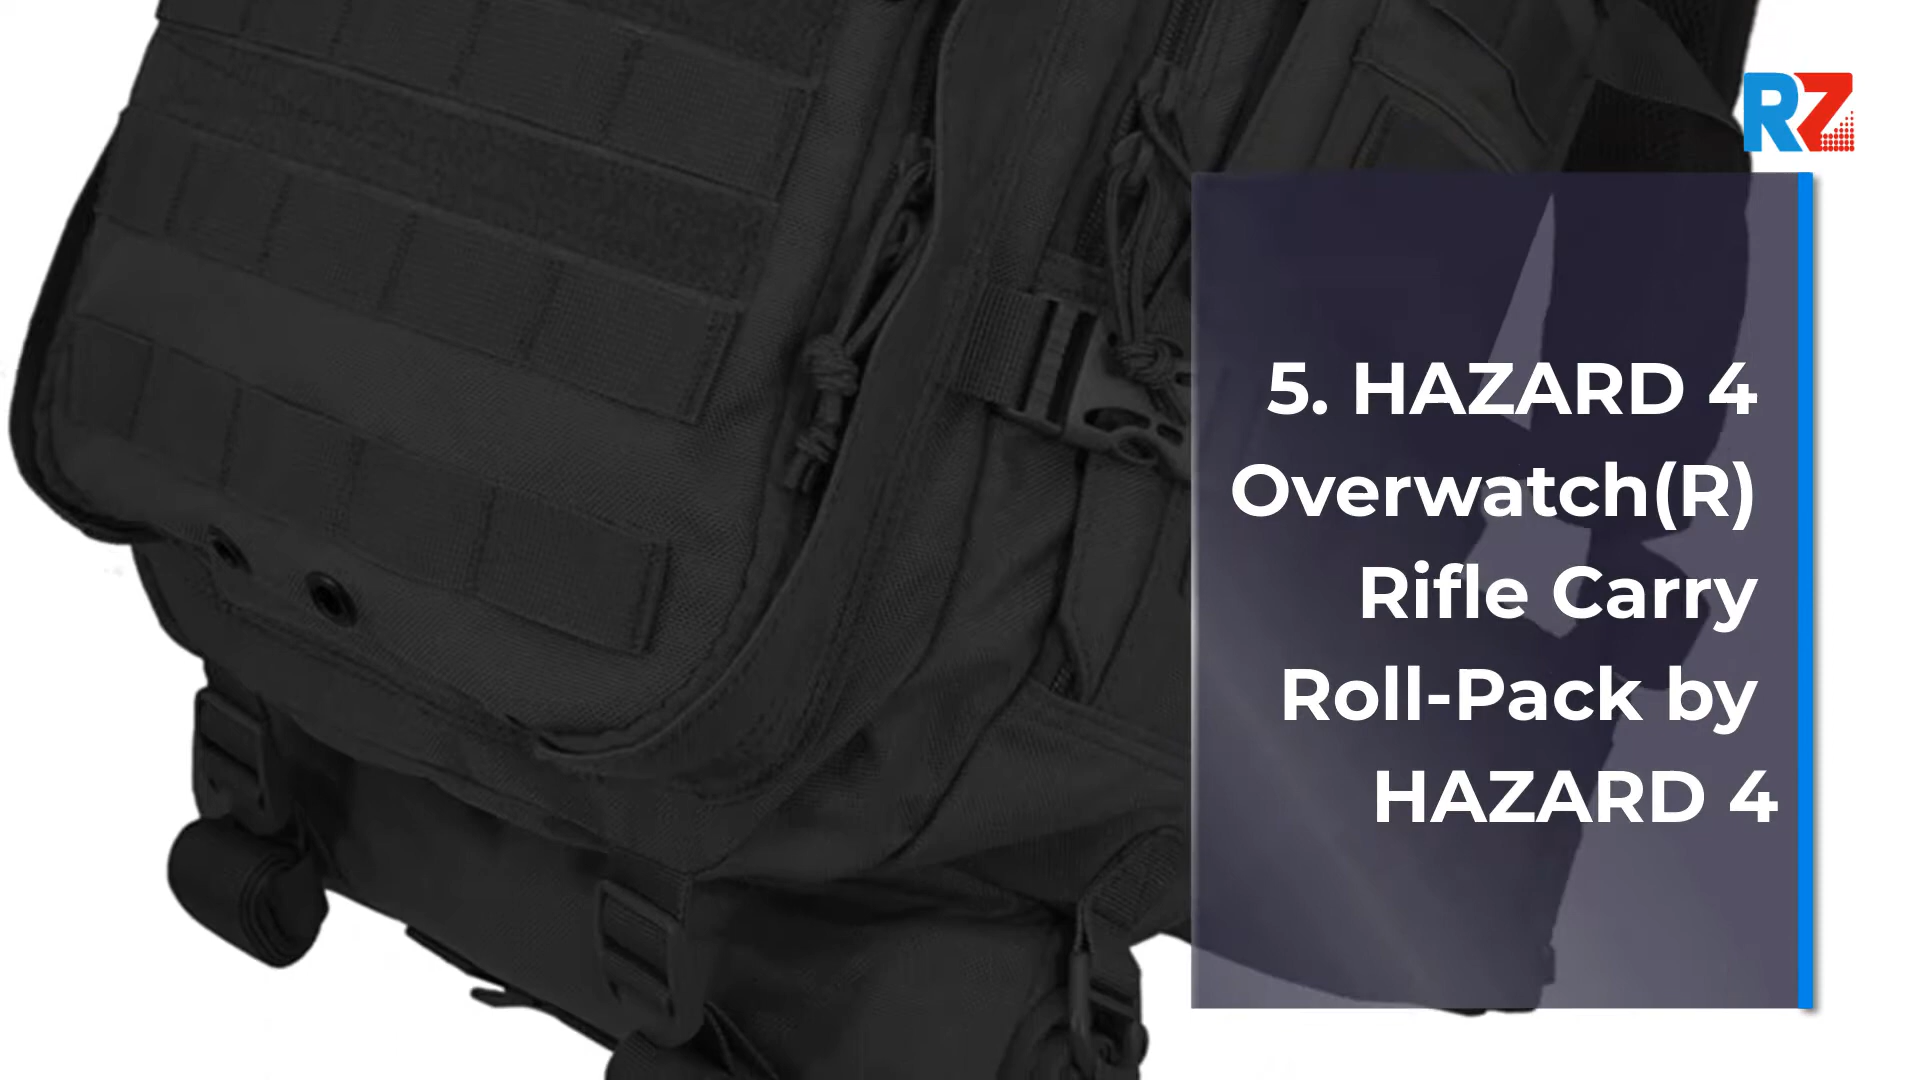 RZ
5. HAZARD 4
Overwatch(R)
Rifle Carry
Roll-Pack by
HAZARD 4